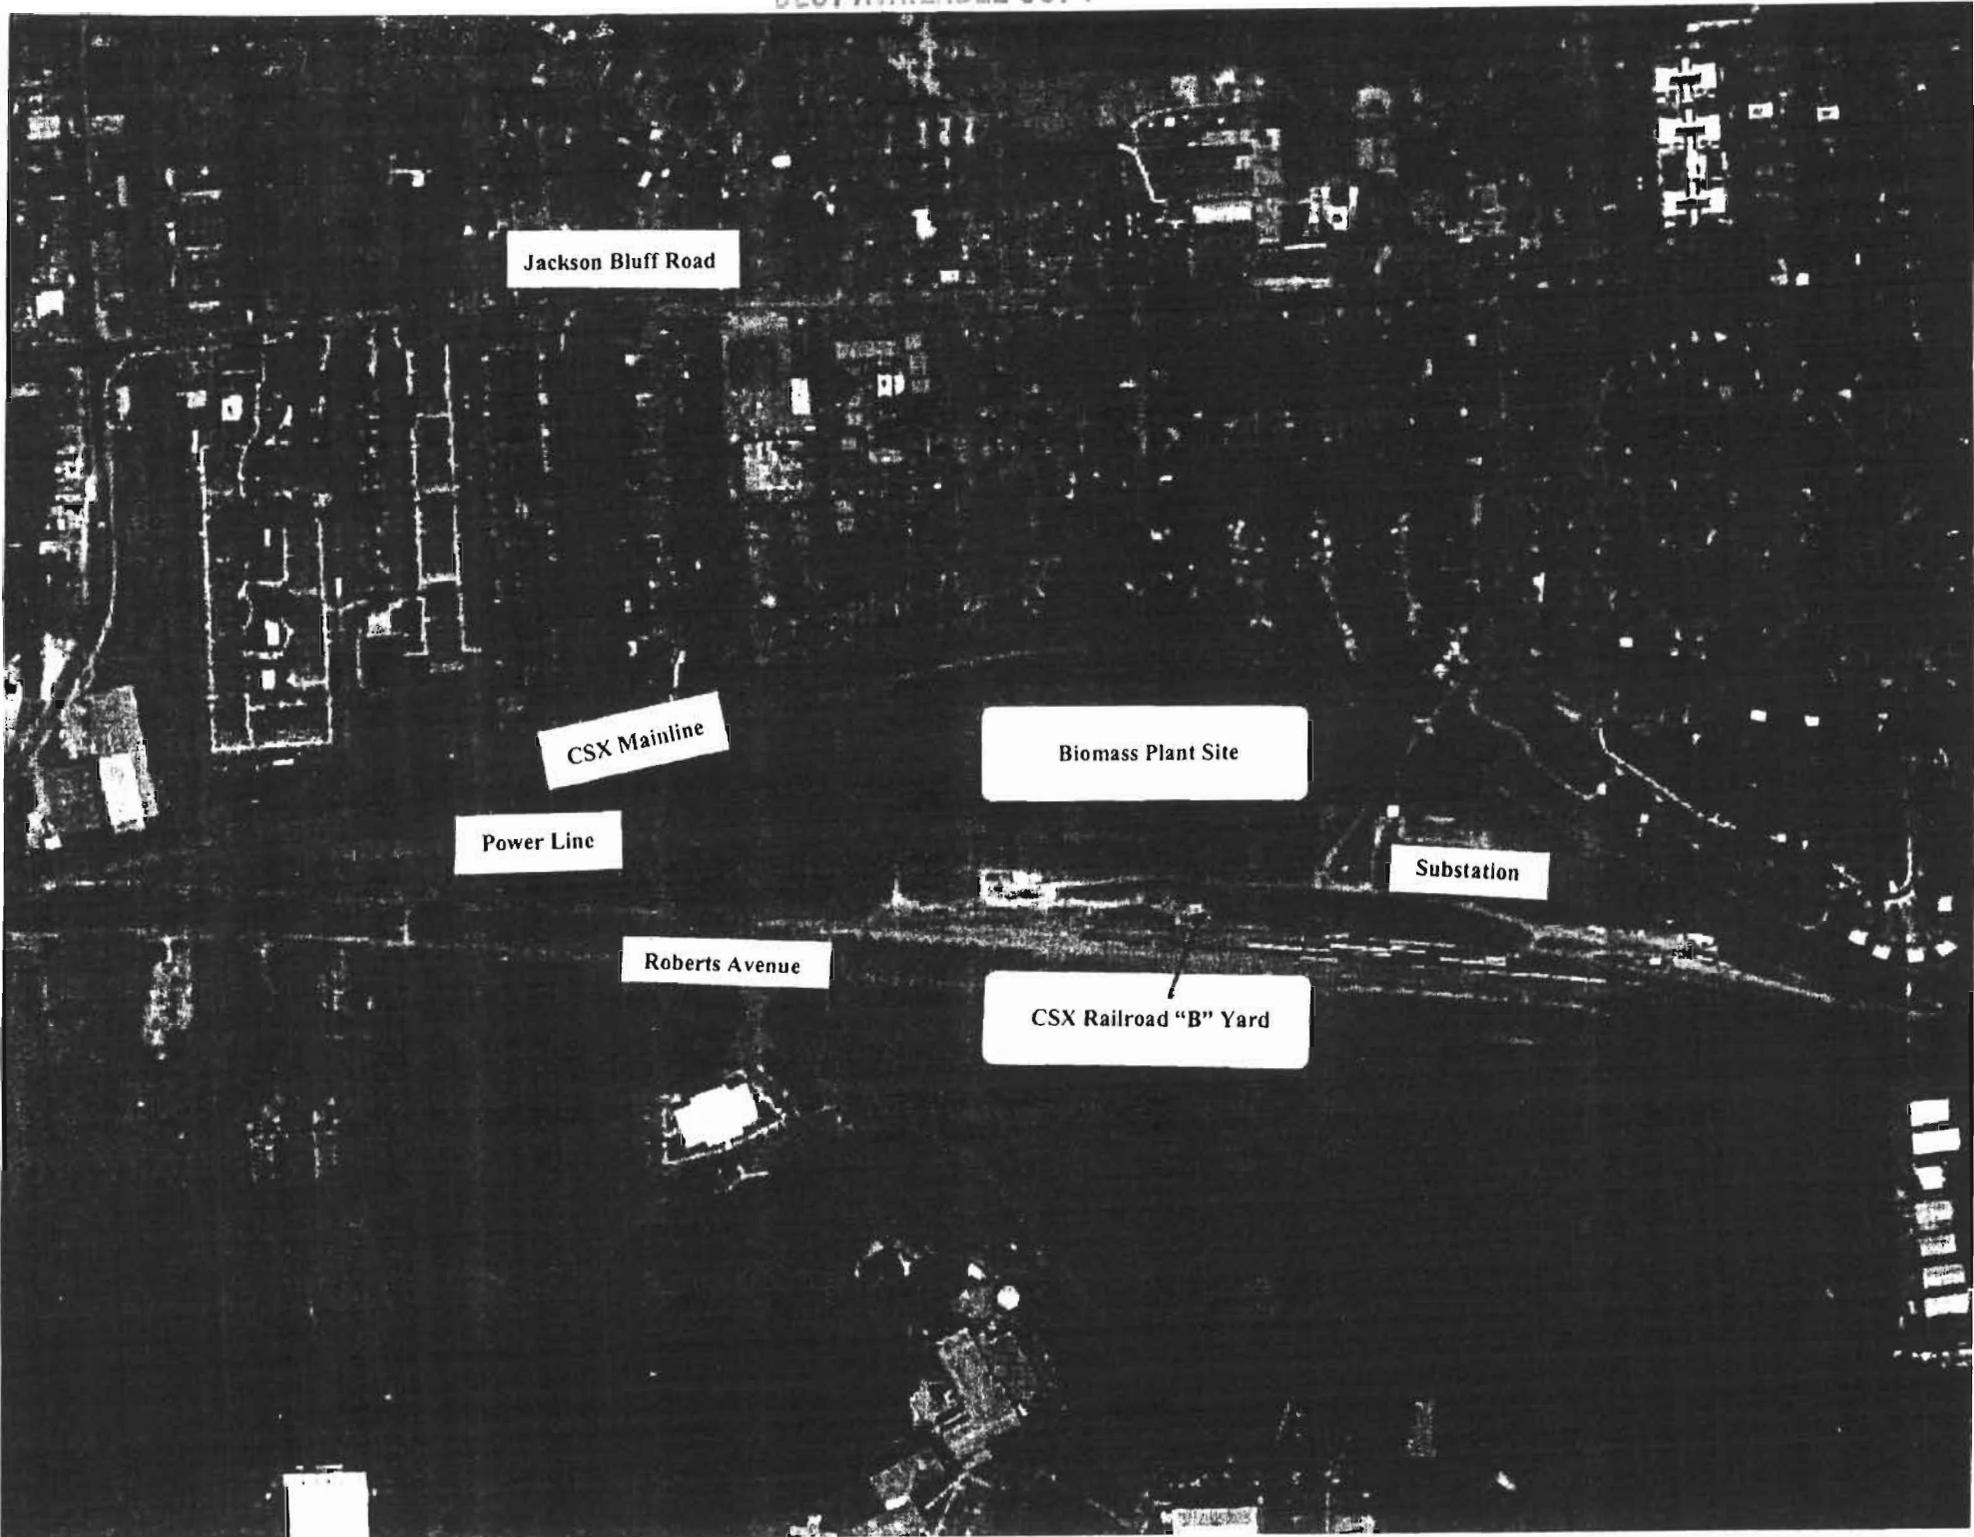 Jackson Bluff Road
CSX Mainline
Biomass Plant Site
Power Line
Substation
Roberts Avenue
CSX Railroad “B” Yard